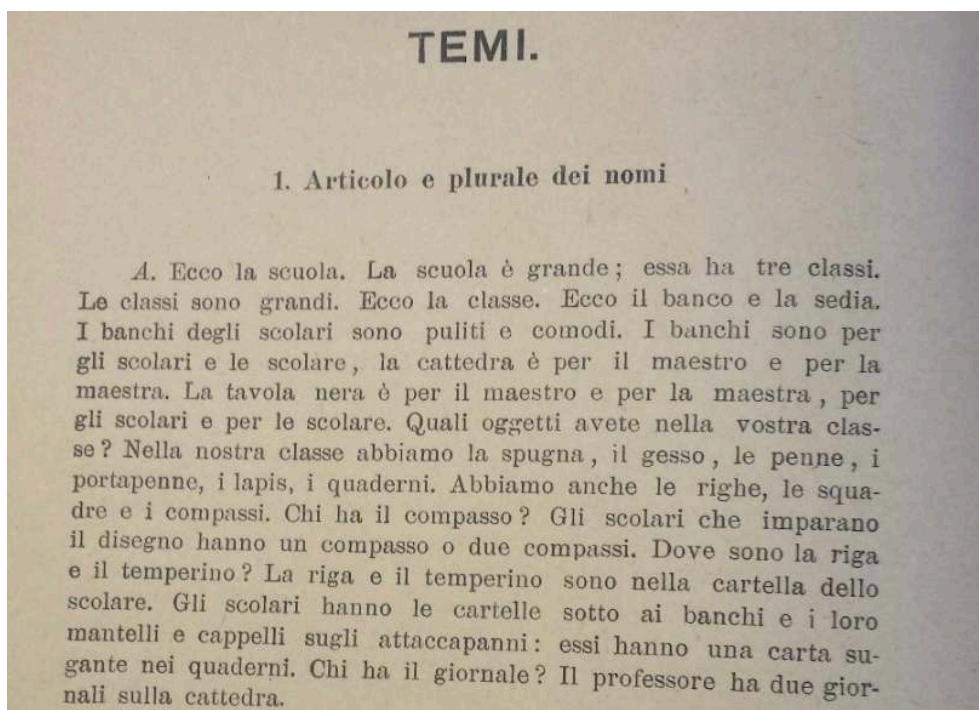 TEMI.
1. Articolo e plurale dei nomi
A. Ecco la scuola. La scuola è grande; essa ha tre classi.
Le classi sono grandi. Ecco la classe. Ecco il banco e la sedia.
I banchi degli scolari sono puliti e comodi. I banchi sono per
gli scolari e le scolare, la cattedra è per il maestro e per la
maestra. La tavola nera è per il maestro e per la maestra, per
gli scolari e per le scolare. Quali oggetti avete nella vostra clas-
se? Nella nostra classe abbiamo la spugna, il gesso, le penne, i
portapenne, i lapis, i quaderni. Abbiamo anche le righe, le squa-
dre e i compassi. Chi ha il compasso? Gli scolari che imparano
il disegno hanno un compasso o due compassi. Dove sono la riga
e il temperino? La riga e il temperino sono nella cartella dello
scolare. Gli scolari hanno le cartelle sotto ai banchi e i loro
mantelli e cappelli sugli attaccapanni: essi hanno una carta su-
gante nei quaderni. Chi ha il giornale? Il professore ha due gior-
nali sulla cattedra.